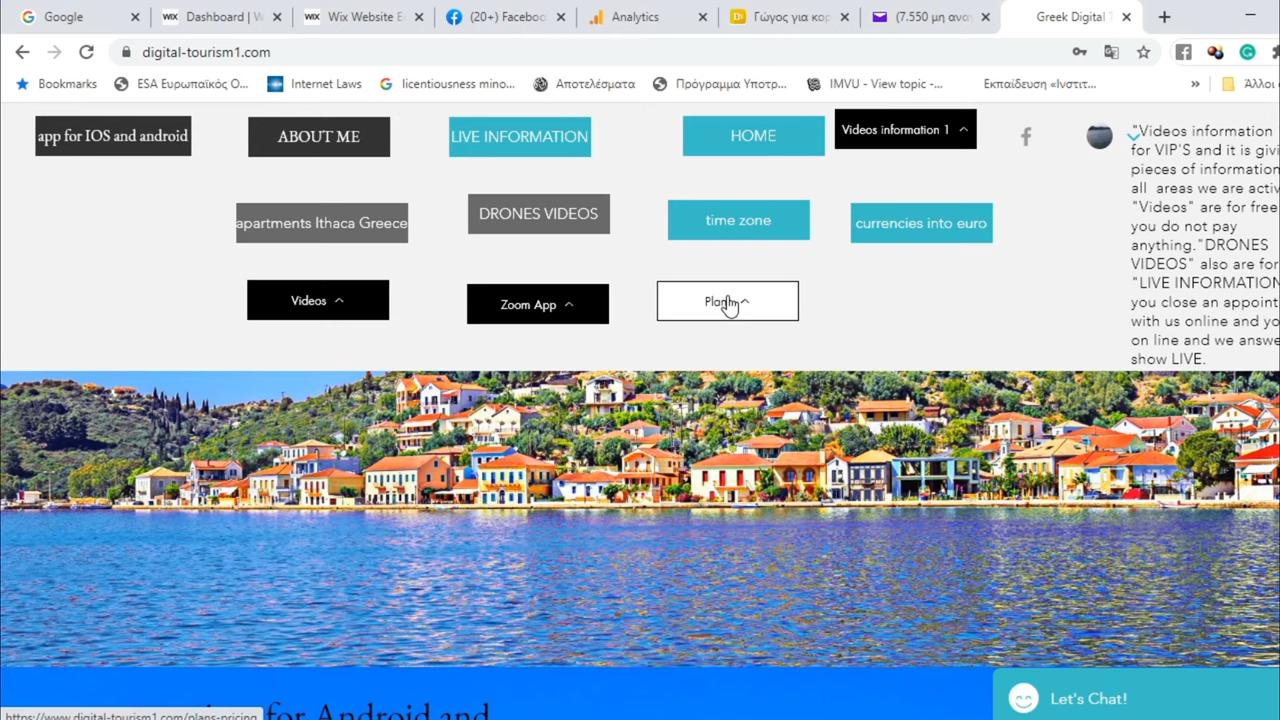 Google
Dashboard | W
Wix Website E
(20+) Faceboo
Analytics
Γώγος για κορ
(7.550 μη ανα
Greek Digital T
digital-tourism1.com
Bookmarks
ESA Ευρωπαϊκός Ο...
Internet Laws
licentiousness mino...
Αποτελέσματα
Πρόγραμμα Υποτρ...
IMVU - View topic -...
Εκπαίδευση «Ινστιτ...
»
Άλλοι
app for IOS and android
ABOUT ME
LIVE INFORMATION
HOME
Videos information 1
apartments Ithaca Greece
DRONES VIDEOS
time zone
currencies into euro
Videos
Zoom App
"Videos information
for VIP'S and it is givi
pieces of information
all areas we are activ
"Videos" are for free
you do not pay
anything."DRONES
VIDEOS" also are for
"LIVE INFORMATION
you close an appoint
with us online and yo
on line and we answe
show LIVE.
for Android and
Let's Chat!
https://www.digital-tourism1.com/plans-pricing